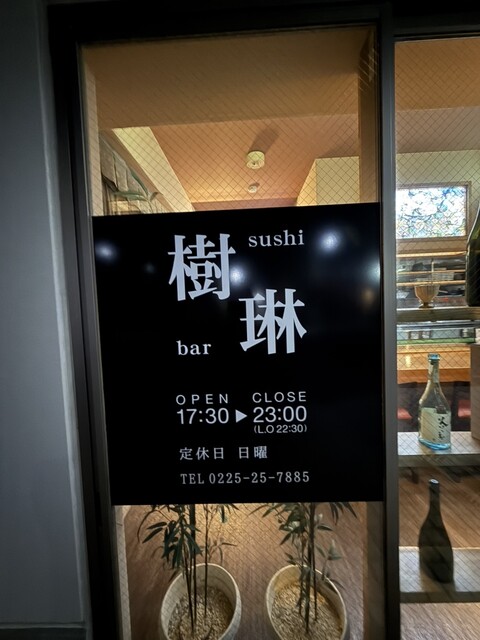 sushi
樹
琳
bar
OPEN CLOSE
17:30▶23:00
(L.O 22:30)
定休日 日曜
TEL 0225-25-7885